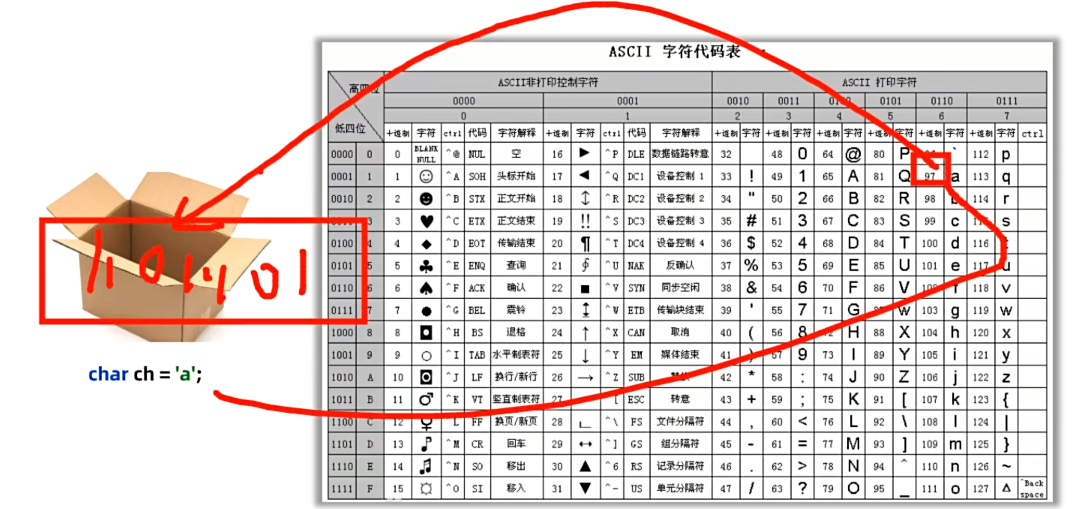 ASCII 字符代码表
高四位 ASCII非打印控制字符 ASCII 打印字符
0000 0001 0010 0011 0100 0101 0110 0111
0 1 2 3 4 5 6 7
低四位 十进制 字符 ctrl 代码 字符解释 十进制 字符 ctrl 代码 字符解释 十进制 字符 十进制 字符 十进制 字符 十进制 字符 十进制 字符 十进制 字符 ctrl
0000 0 0 BLANK NULL ^@ NUL 空 16 ► ^P DLE 数据链路转意 32 48 0 64 @ 80 P ` 112 p
0001 1 1 ☺ ^A SOH 头标开始 17 ◄ ^Q DC1 设备控制 1 33 ! 49 1 65 A 81 Q 97 a 113 q
0010 2 2 ☻ ^B STX 正文开始 18 ↕ ^R DC2 设备控制 2 34 " 50 2 66 B 82 R 98 b 114 r
3 3 ♥ ^C ETX 正文结束 19 ‼ ^S DC3 设备控制 3 35 # 51 3 67 C 83 S 99 c s
0100 4 4 ◆ ^D EOT 传输结束 20 ¶ ^T DC4 设备控制 4 36 $ 52 4 68 D 84 T 100 d 116 t
0101 5 5 ♣ ^E ENQ 查询 21 ∮ ^U NAK 反确认 37 % 53 5 69 E 85 U 101 e 117 u
0110 6 6 ♠ ^F ACK 确认 22 ■ ^V SYN 同步空闲 38 & 54 6 70 F 86 V f 118 v
0111 7 7 ● ^G BEL 震铃 23 ↨ ^W ETB 传输块结束 39 ' 55 7 71 G w 103 g 119 w
1000 8 8 ◘ ^H BS 退格 24 ↑ ^X CAN 取消 40 ( 56 8 H 88 X 104 h 120 x
1001 9 9 ○ ^I TAB 水平制表符 25 ↓ ^Y EM 媒体结束 41 ) 57 9 73 I 89 Y 105 i 121 y
1010 A 10 ◙ ^J LF 换行/新行 26 → ^Z SUB 42 * 58 : 74 J 90 Z 106 j 122 z
1011 B 11 ♂ ^K VT 竖直制表符 27 [ ESC 转意 43 + 59 ; 75 K 91 [ 107 k 123 {
1100 C 12 ♀ L FF 换页/新页 28 ∟ ^\ FS 文件分隔符 44 , 60 < 76 L 92 \ 108 l 124 |
1101 D 13 ♪ ^M CR 回车 29 ↔ ^] GS 组分隔符 45 - 61 = 77 M 93 ] 109 m 125 }
1110 E 14 ♫ ^N SO 移出 30 ▲ ^6 RS 记录分隔符 46 . 62 > 78 N 94 ^ 110 n 126 ~
1111 F 15 ☼ ^O SI 移入 31 ▼ ^- US 单元分隔符 47 / 63 ? 79 O 95 _ 111 o 127 Δ ^Back space
char ch = 'a';